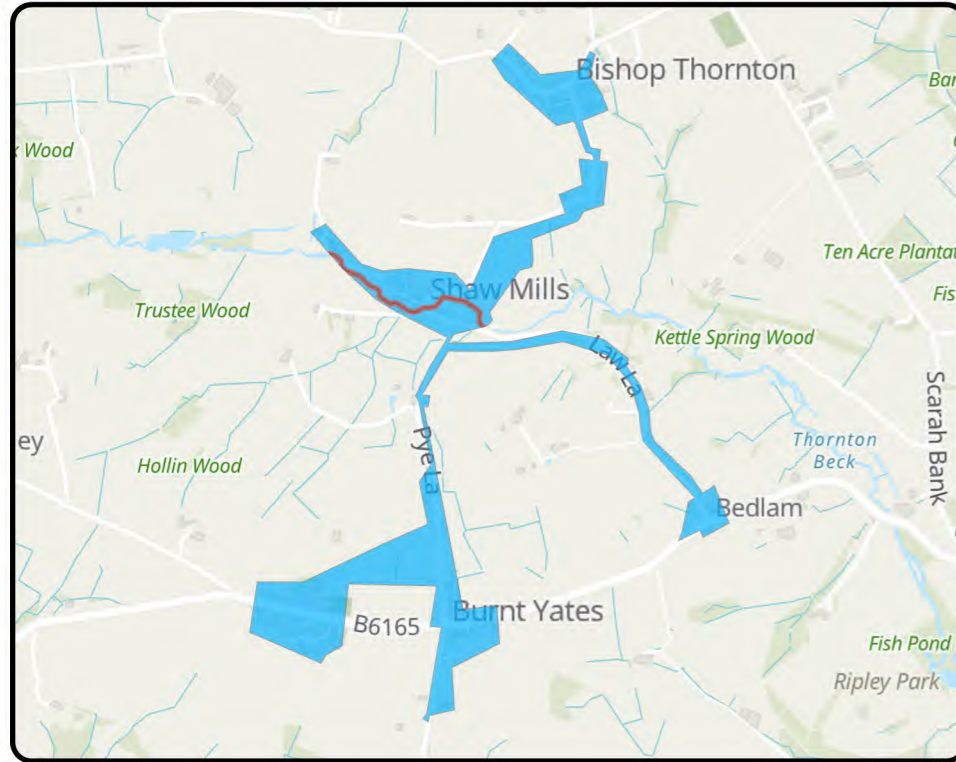 Bishop Thornton
Bar
Wood
Ten Acre Plantat
Fis
Shaw Mills
Trustee Wood
Kettle Spring Wood
Law La
Scarah Bank
ey
Pye La
Thornton
Beck
Hollin Wood
Bedlam
Burnt Yates
B6165
Fish Pond
Ripley Park